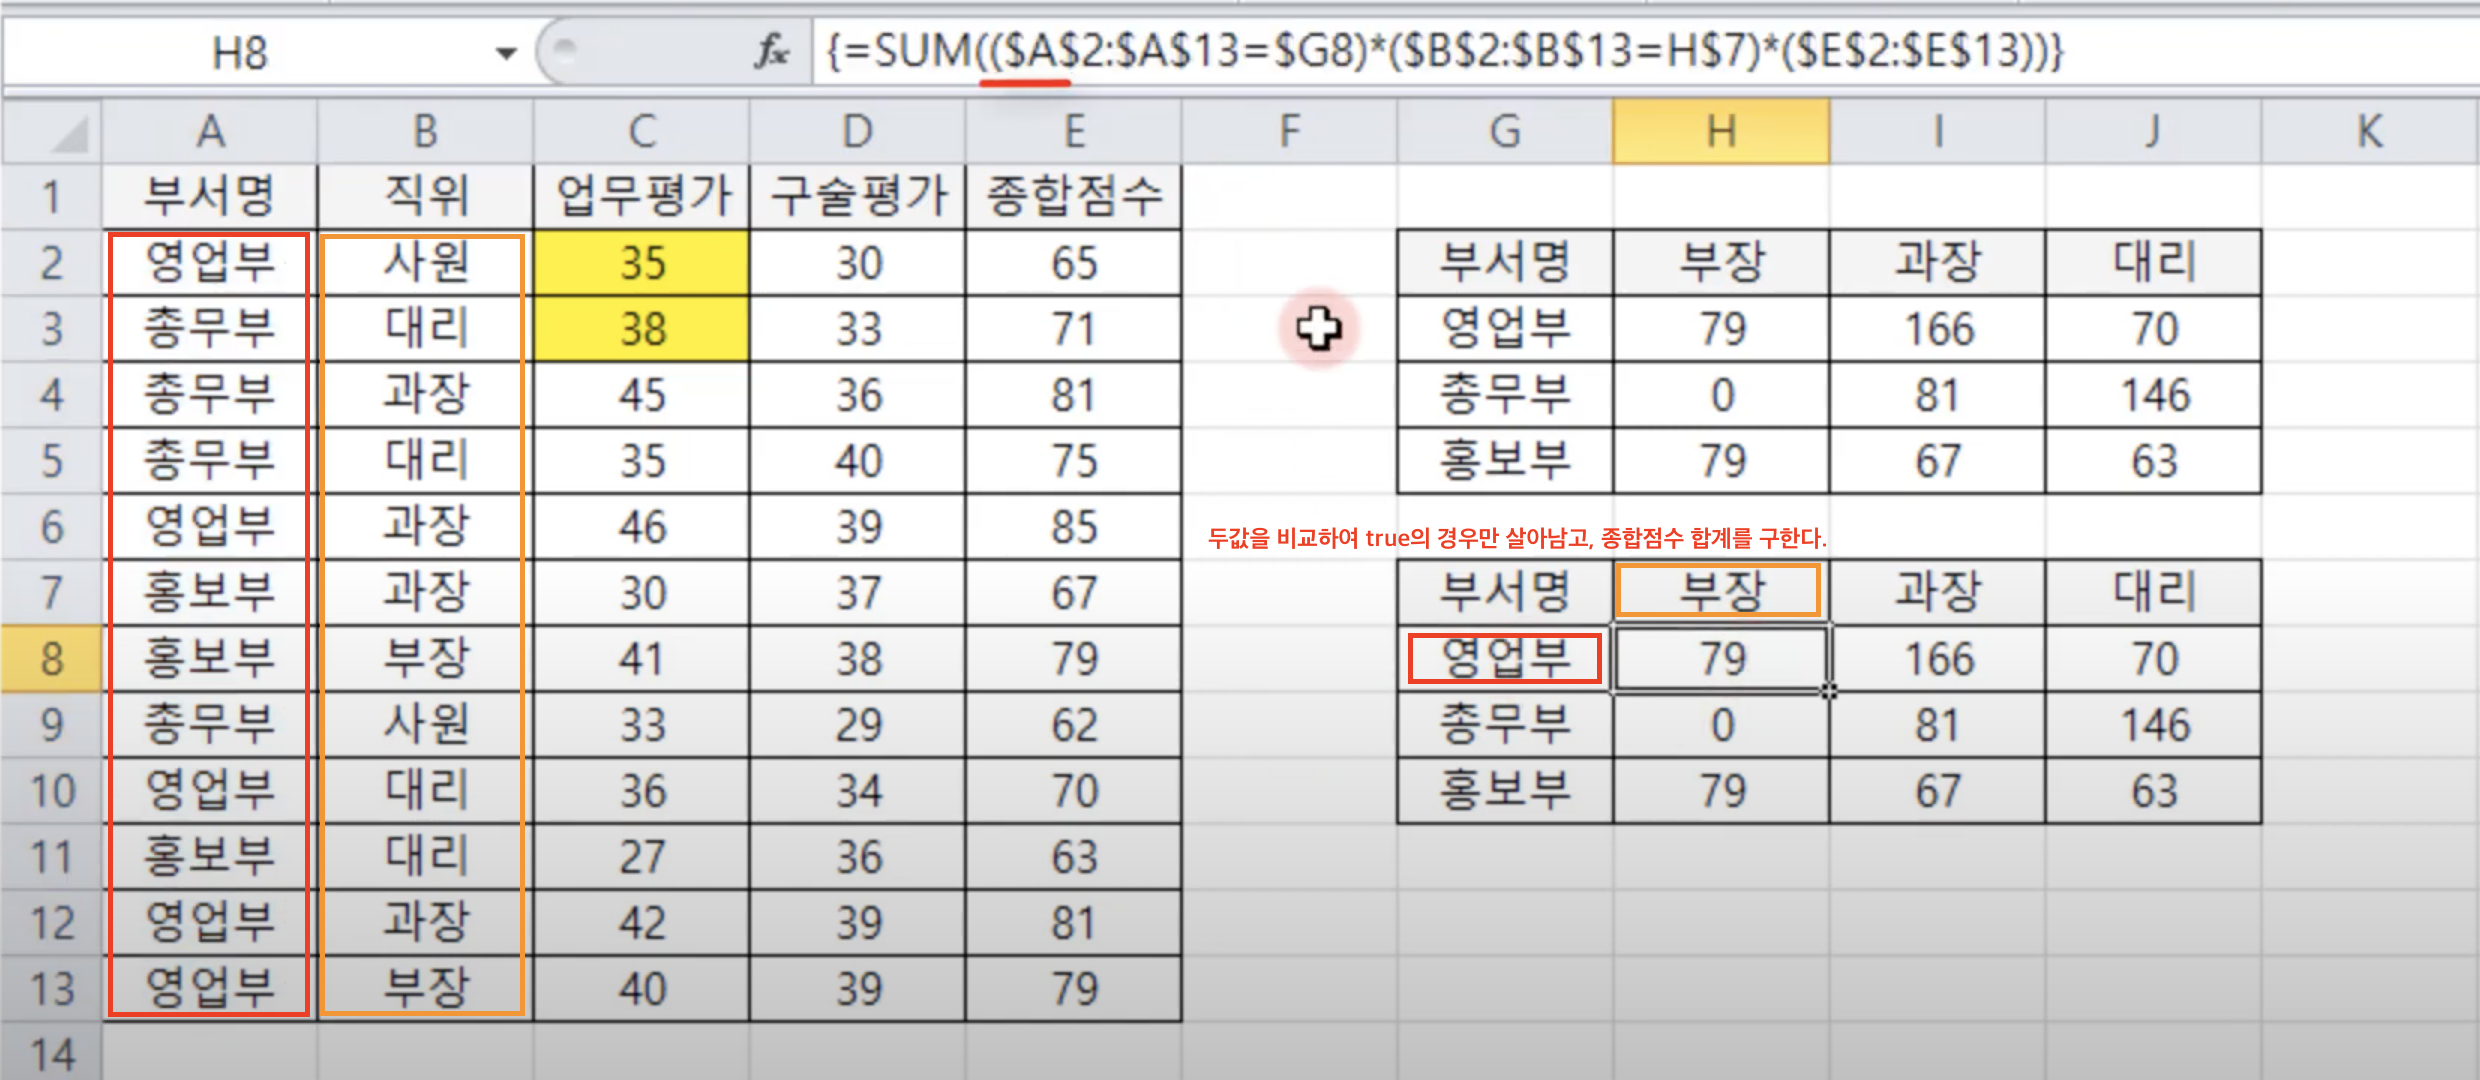 H8 fx {=SUM(($A$2:$A$13=$G8)*($B$2:$B$13=H$7)*($E$2:$E$13))}
A B C D E F G H I J K
1 부서명 직위 업무평가 구술평가 종합점수
2 영업부 사원 35 30 65 부서명 부장 과장 대리
3 총무부 대리 38 33 71 영업부 79 166 70
4 총무부 과장 45 36 81 총무부 0 81 146
5 총무부 대리 35 40 75 홍보부 79 67 63
6 영업부 과장 46 39 85
두값을 비교하여 true의 경우만 살아남고, 종합점수 합계를 구한다.
7 홍보부 과장 30 37 67 부서명 부장 과장 대리
8 홍보부 부장 41 38 79 영업부 79 166 70
9 총무부 사원 33 29 62 총무부 0 81 146
10 영업부 대리 36 34 70 홍보부 79 67 63
11 홍보부 대리 27 36 63
12 영업부 과장 42 39 81
13 영업부 부장 40 39 79
14